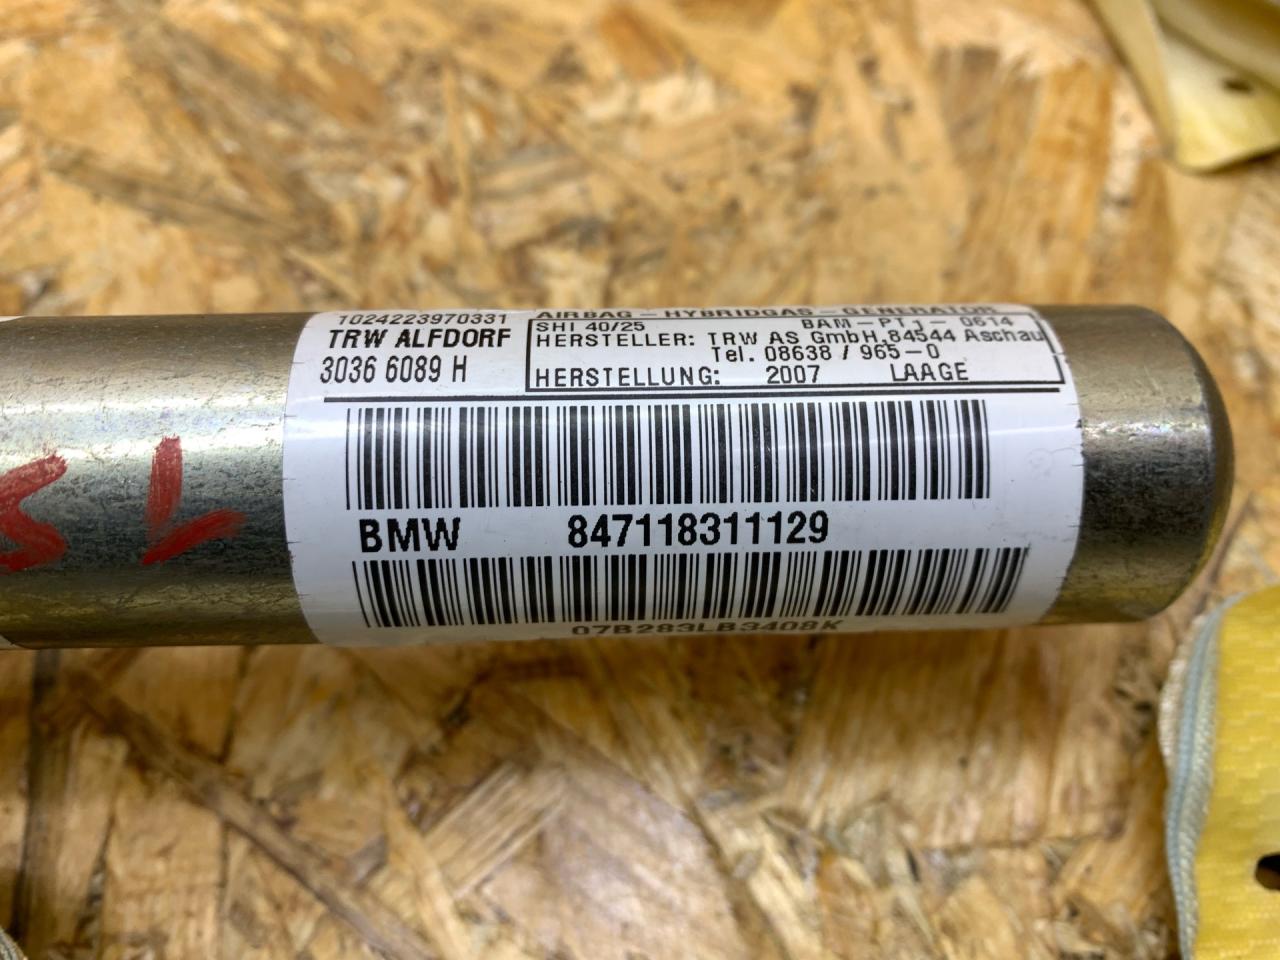 1024223970331
TRW ALFDORF
3036 6089 H
AIRBAG-HYBRIDGAS-GENERATOR
SHI 40/25 BAM-PT1-0614
HERSTELLER: TRW AS GmbH,84544 Aschau
Tel. 08638 / 965-0
HERSTELLUNG: 2007 LAAGE
BMW 847118311129
07B283LB3408K